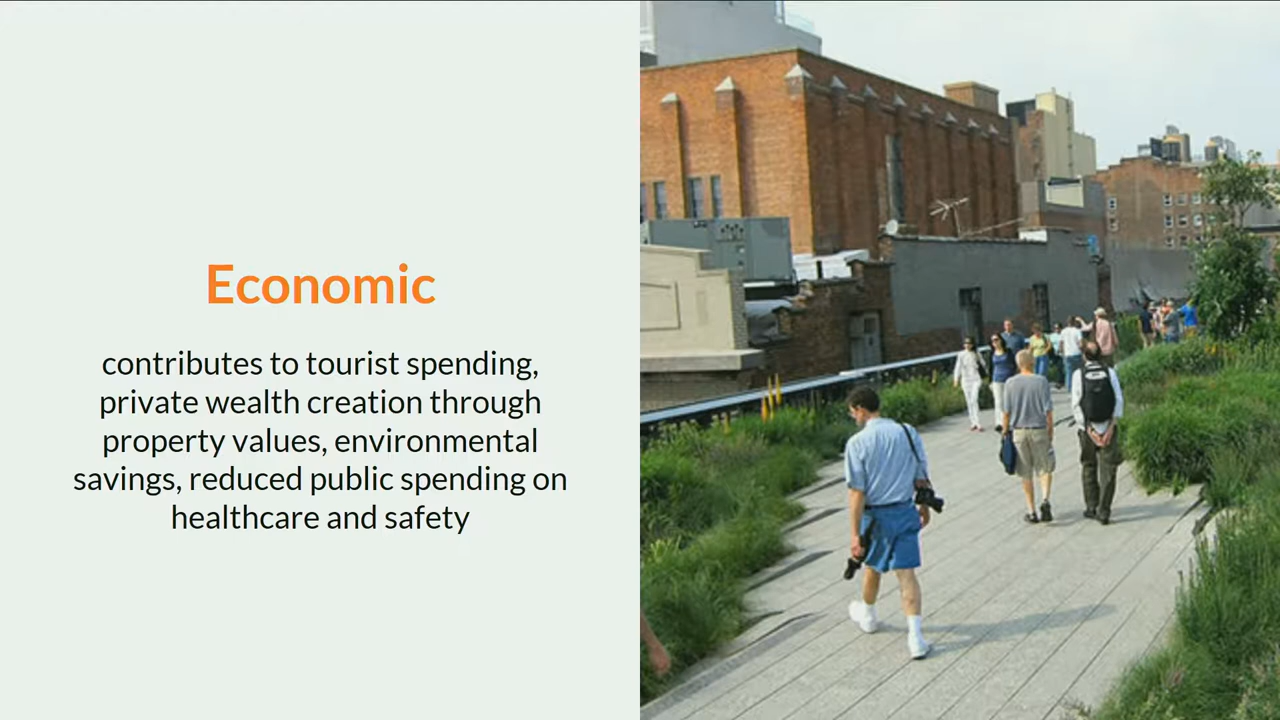 Economic
contributes to tourist spending,
private wealth creation through
property values, environmental
savings, reduced public spending on
healthcare and safety